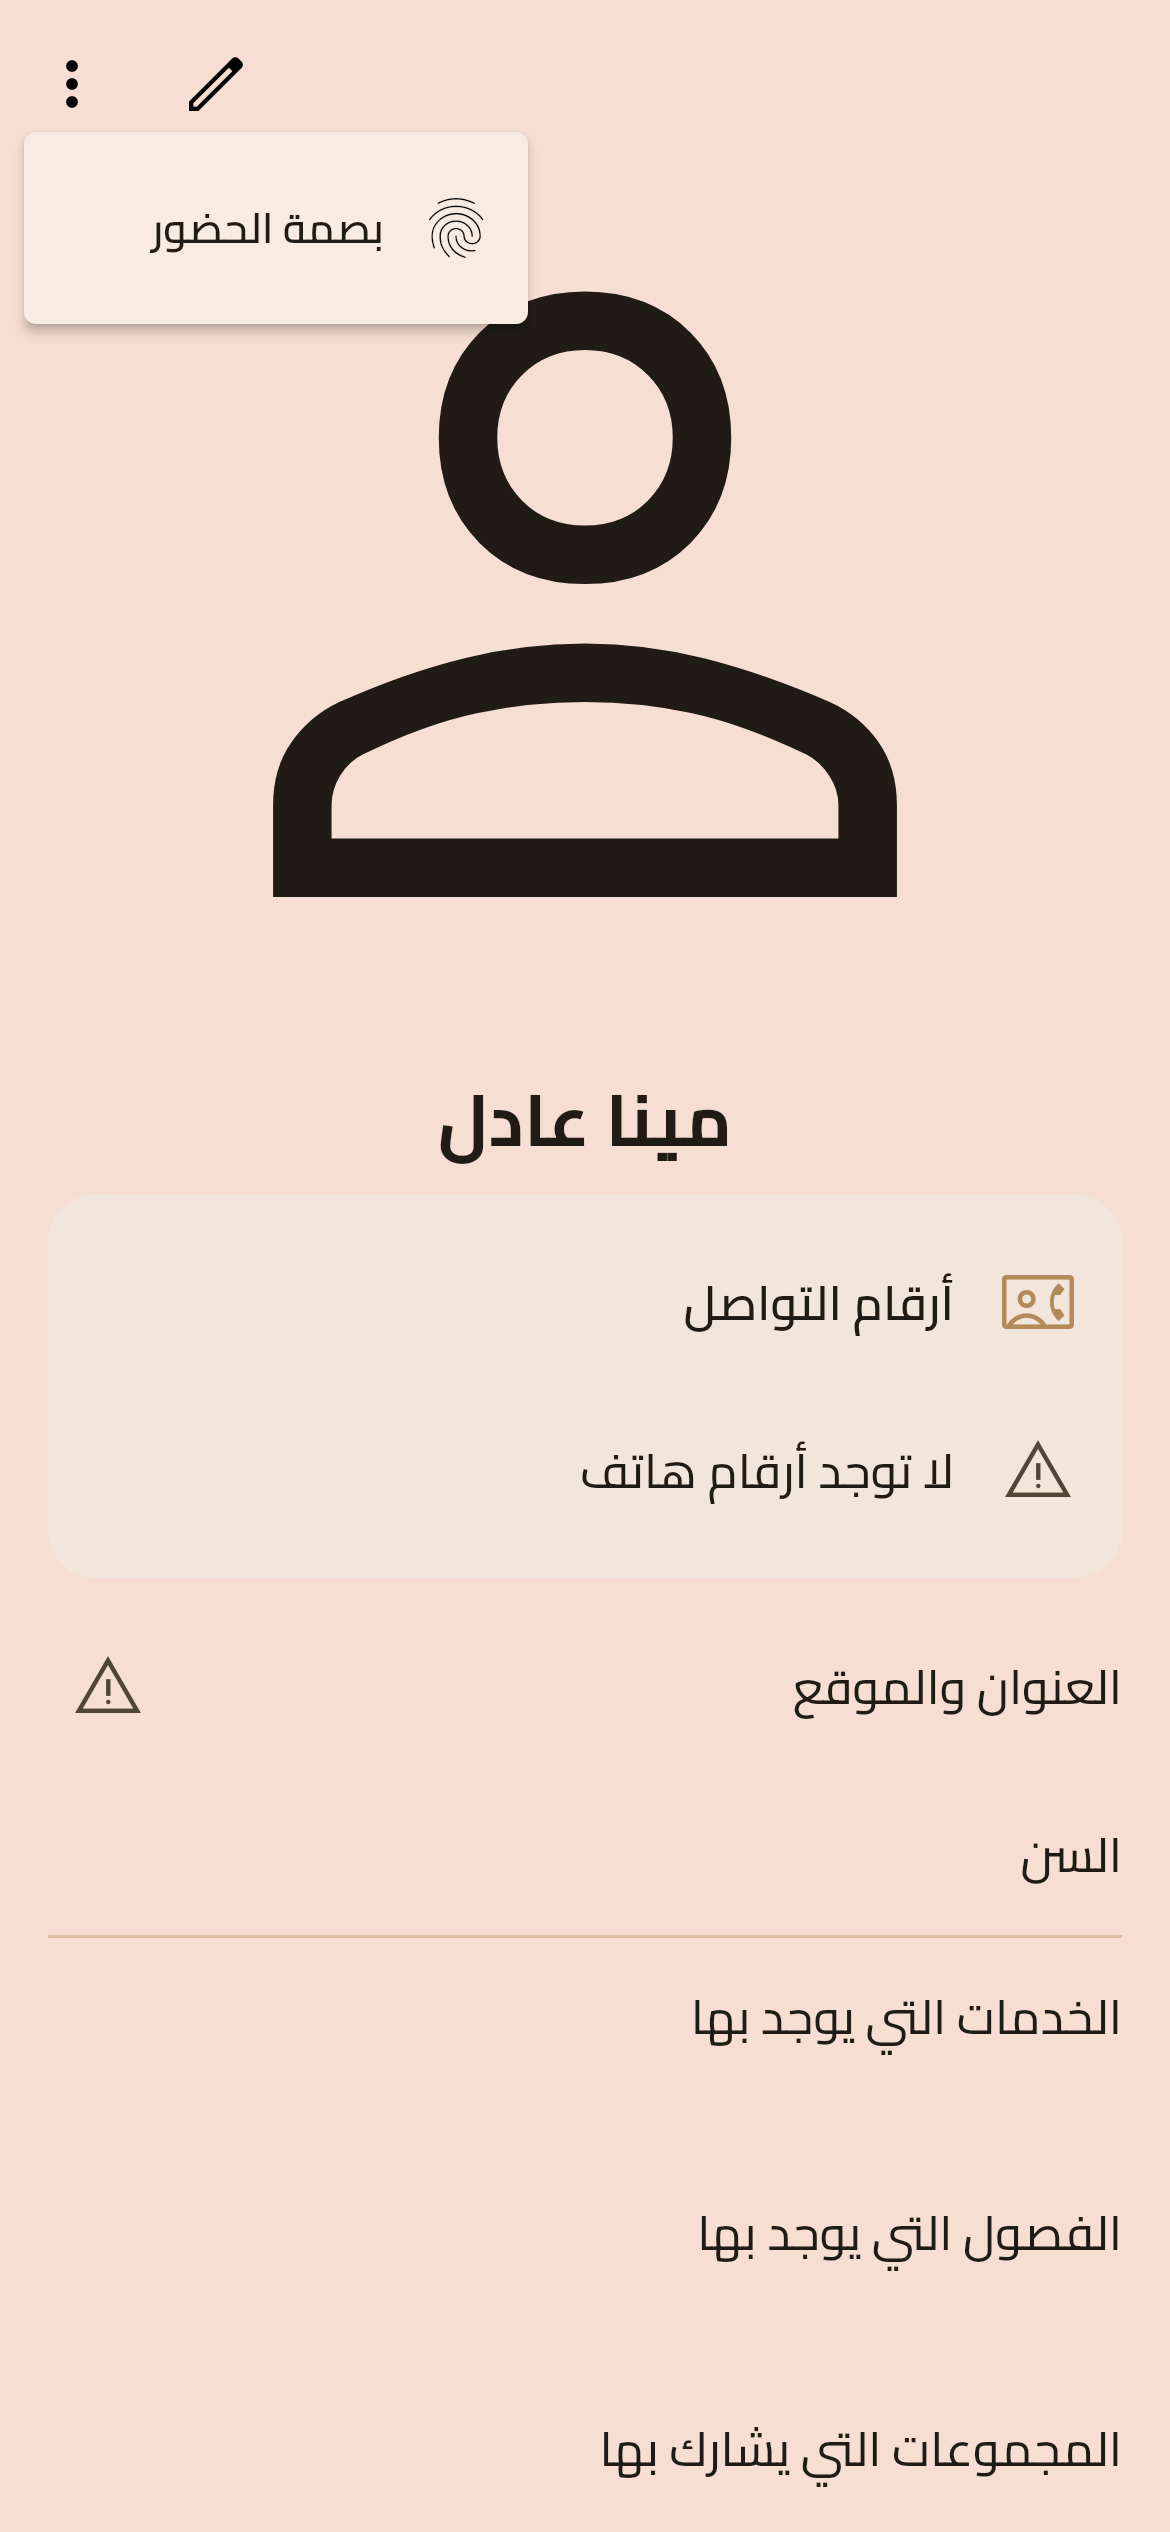 بصمة الحضور
مينا عادل
أرقام التواصل
لا توجد أرقام هاتف
العنوان والموقع
السن
الخدمات التي يوجد بها
الفصول التي يوجد بها
المجموعات التي يشارك بها